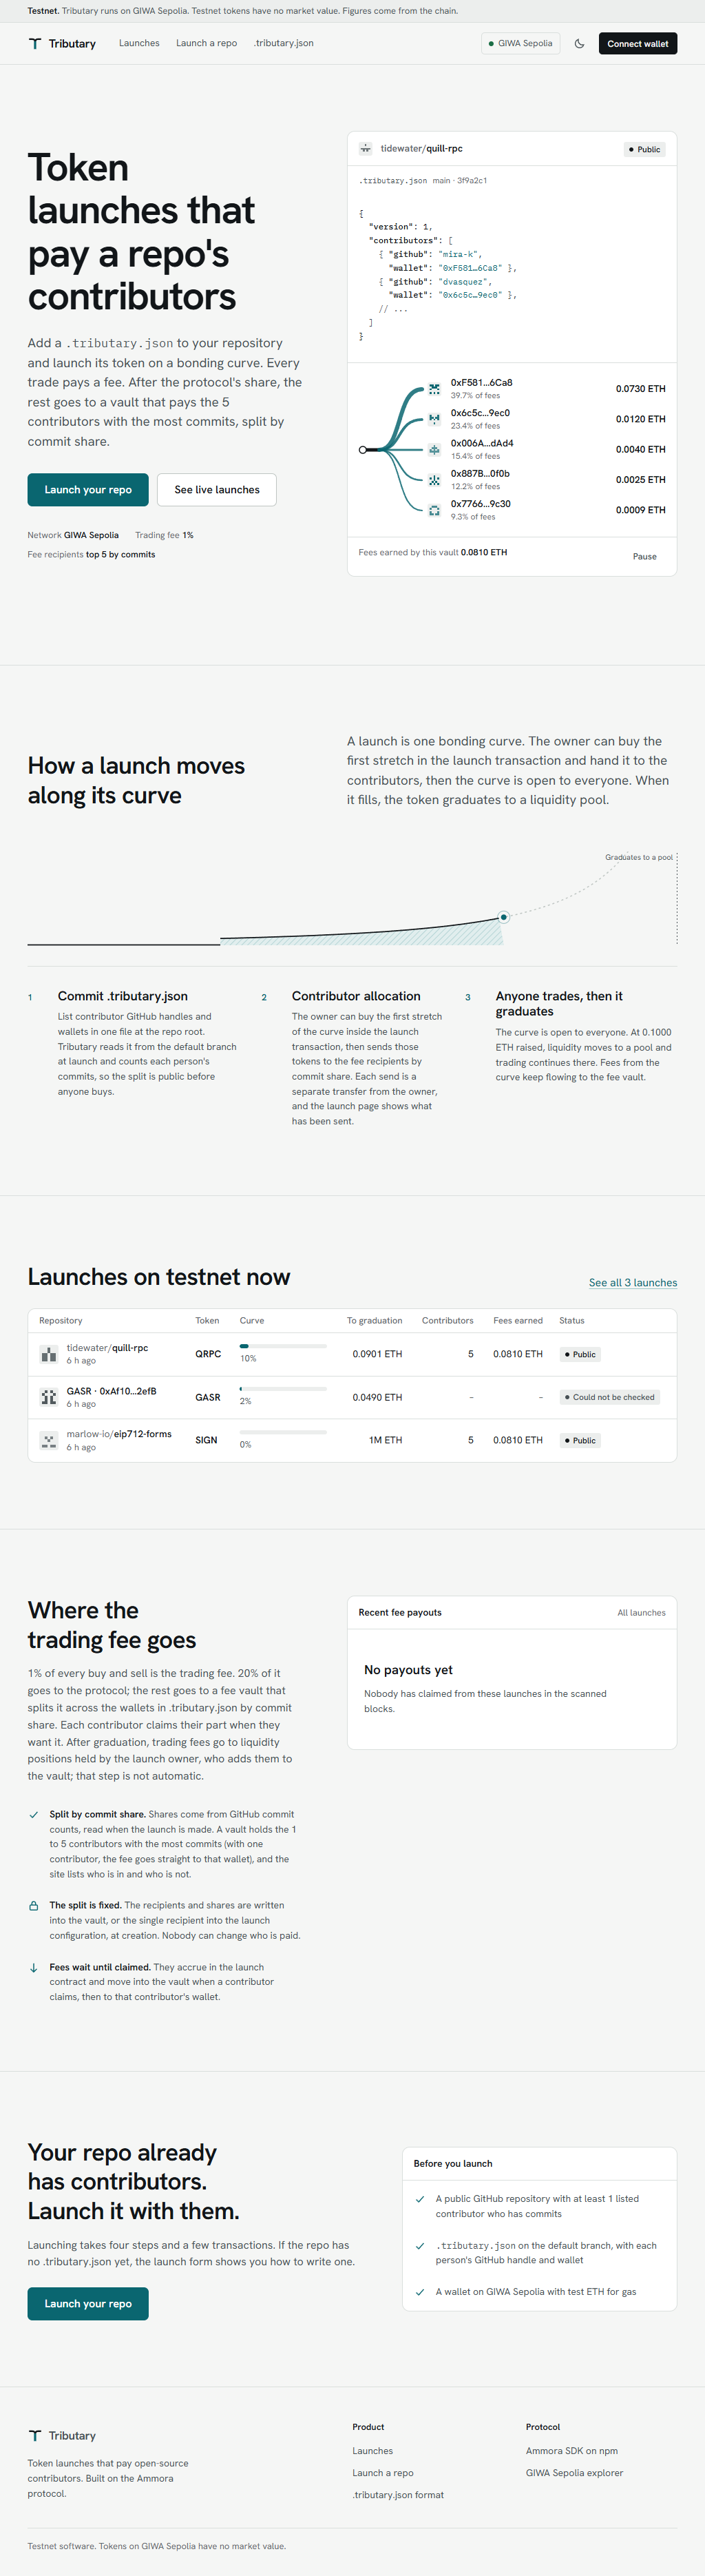 Testnet. Tributary runs on GIWA Sepolia. Testnet tokens have no market value. Figures come from the chain.
Tributary
Launches
Launch a repo
.tributary.json
GIWA Sepolia
Connect wallet
Token
launches that
pay a repo's
contributors
Add a .tributary.json to your repository
and launch its token on a bonding curve. Every
trade pays a fee. After the protocol's share, the
rest goes to a vault that pays the 5
contributors with the most commits, split by
commit share.
Launch your repo
See live launches
Network GIWA Sepolia
Trading fee 1%
Fee recipients top 5 by commits
tidewater/quill-rpc
Public
.tributary.json main · 3f9a2c1
{
"version": 1,
"contributors": [
{ "github": "mira-k",
"wallet": "0xF581…6Ca8" },
{ "github": "dvasquez",
"wallet": "0x6c5c…9ec0" },
// ...
]
}
0xF581…6Ca8
39.7% of fees
0.0730 ETH
0x6c5c…9ec0
23.4% of fees
0.0120 ETH
0x006A…dAd4
15.4% of fees
0.0040 ETH
0x887B…0f0b
12.2% of fees
0.0025 ETH
0x7766…9c30
9.3% of fees
0.0009 ETH
Fees earned by this vault 0.0810 ETH
Pause
How a launch moves
along its curve
A launch is one bonding curve. The owner can buy the
first stretch in the launch transaction and hand it to the
contributors, then the curve is open to everyone. When
it fills, the token graduates to a liquidity pool.
Graduates to a pool
1
Commit .tributary.json
List contributor GitHub handles and
wallets in one file at the repo root.
Tributary reads it from the default branch
at launch and counts each person's
commits, so the split is public before
anyone buys.
2
Contributor allocation
The owner can buy the first stretch
of the curve inside the launch
transaction, then sends those
tokens to the fee recipients by
commit share. Each send is a
separate transfer from the owner,
and the launch page shows what
has been sent.
3
Anyone trades, then it
graduates
The curve is open to everyone. At 0.1000
ETH raised, liquidity moves to a pool and
trading continues there. Fees from the
curve keep flowing to the fee vault.
Launches on testnet now
See all 3 launches
Repository
Token
Curve
To graduation
Contributors
Fees earned
Status
tidewater/quill-rpc
6 h ago
QRPC
10%
0.0901 ETH
5
0.0810 ETH
Public
GASR · 0xAf10…2efB
6 h ago
GASR
2%
0.0490 ETH
–
–
Could not be checked
marlow-io/eip712-forms
6 h ago
SIGN
0%
1M ETH
5
0.0810 ETH
Public
Where the
trading fee goes
1% of every buy and sell is the trading fee. 20% of it
goes to the protocol; the rest goes to a fee vault that
splits it across the wallets in .tributary.json by commit
share. Each contributor claims their part when they
want it. After graduation, trading fees go to liquidity
positions held by the launch owner, who adds them to
the vault; that step is not automatic.
Split by commit share. Shares come from GitHub commit
counts, read when the launch is made. A vault holds the 1
to 5 contributors with the most commits (with one
contributor, the fee goes straight to that wallet), and the
site lists who is in and who is not.
The split is fixed. The recipients and shares are written
into the vault, or the single recipient into the launch
configuration, at creation. Nobody can change who is paid.
Fees wait until claimed. They accrue in the launch
contract and move into the vault when a contributor
claims, then to that contributor's wallet.
Recent fee payouts
All launches
No payouts yet
Nobody has claimed from these launches in the scanned
blocks.
Your repo already
has contributors.
Launch it with them.
Launching takes four steps and a few transactions. If the repo has
no .tributary.json yet, the launch form shows you how to write one.
Launch your repo
Before you launch
A public GitHub repository with at least 1 listed
contributor who has commits
.tributary.json on the default branch, with each
person's GitHub handle and wallet
A wallet on GIWA Sepolia with test ETH for gas
Tributary
Token launches that pay open-source
contributors. Built on the Ammora
protocol.
Product
Launches
Launch a repo
.tributary.json format
Protocol
Ammora SDK on npm
GIWA Sepolia explorer
Testnet software. Tokens on GIWA Sepolia have no market value.